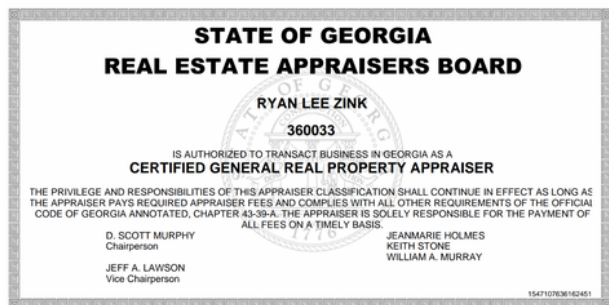 STATE OF GEORGIA
REAL ESTATE APPRAISERS BOARD
RYAN LEE ZINK
360033
IS AUTHORIZED TO TRANSACT BUSINESS IN GEORGIA AS A
CERTIFIED GENERAL REAL PROPERTY APPRAISER
THE PRIVILEGE AND RESPONSIBILITIES OF THIS APPRAISER CLASSIFICATION SHALL CONTINUE IN EFFECT AS LONG AS
THE APPRAISER PAYS REQUIRED APPRAISER FEES AND COMPLIES WITH ALL OTHER REQUIREMENTS OF THE OFFICIAL
CODE OF GEORGIA ANNOTATED, CHAPTER 43-39-A. THE APPRAISER IS SOLELY RESPONSIBLE FOR THE PAYMENT OF
ALL FEES ON A TIMELY BASIS.
D. SCOTT MURPHY
Chairperson
JEFF A. LAWSON
Vice Chairperson
JEANMARIE HOLMES
KEITH STONE
WILLIAM A. MURRAY
1776
1547107636162451